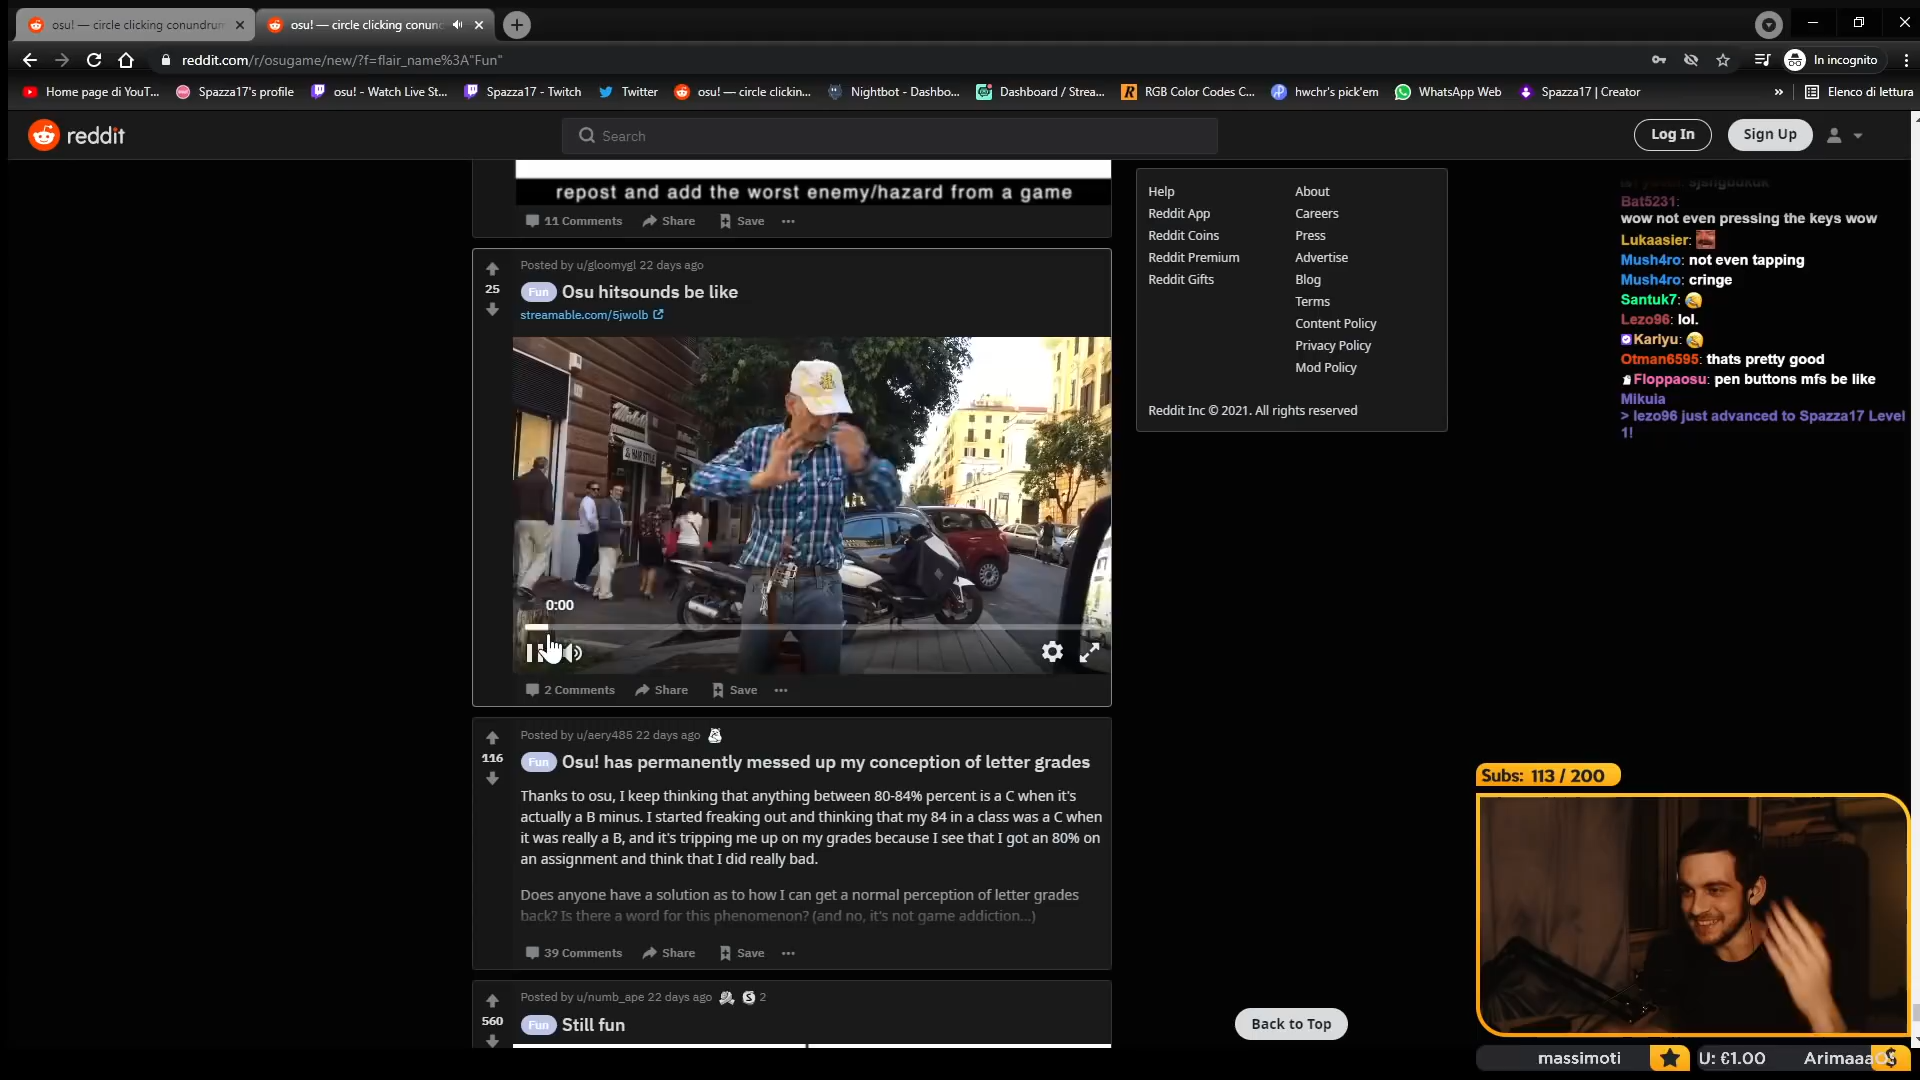 osu! — circle clicking conundrum
osu! — circle clicking conunc
reddit.com/r/osugame/new/?f=flair_name%3A"Fun"
In incognito
Home page di YouT...
Spazza17's profile
osu! - Watch Live St...
Spazza17 - Twitch
Twitter
osu! — circle clickin...
Nightbot - Dashbo...
Dashboard / Strea...
RGB Color Codes C...
hwchr's pick'em
WhatsApp Web
Spazza17 | Creator
»
Elenco di lettura
reddit
Search
Log In
Sign Up
repost and add the worst enemy/hazard from a game
11 Comments
Share
Save
Posted by u/gloomygl 22 days ago
25
Fun Osu hitsounds be like
streamable.com/5jwolb
HAIR STYLE
0:00
2 Comments
Share
Save
Posted by u/aery485 22 days ago
116
Fun Osu! has permanently messed up my conception of letter grades
Thanks to osu, I keep thinking that anything between 80-84% percent is a C when it's
actually a B minus. I started freaking out and thinking that my 84 in a class was a C when
it was really a B, and it's tripping me up on my grades because I see that I got an 80% on
an assignment and think that I did really bad.
Does anyone have a solution as to how I can get a normal perception of letter grades
back? Is there a word for this phenomenon? (and no, it's not game addiction...)
39 Comments
Share
Save
Posted by u/numb_ape 22 days ago
S 2
560
Fun Still fun
Help
About
Reddit App
Careers
Reddit Coins
Press
Reddit Premium
Advertise
Reddit Gifts
Blog
Terms
Content Policy
Privacy Policy
Mod Policy
Reddit Inc © 2021. All rights reserved
Back to Top
Bat5231:
wow not even pressing the keys wow
Lukaasier:
Mush4ro: not even tapping
Mush4ro: cringe
Santuk7:
Lezo96: lol.
Kariyu:
Otman6595: thats pretty good
Floppaosu: pen buttons mfs be like
Mikuia
> lezo96 just advanced to Spazza17 Level
1!
Subs: 113 / 200
massimoti
U: €1.00